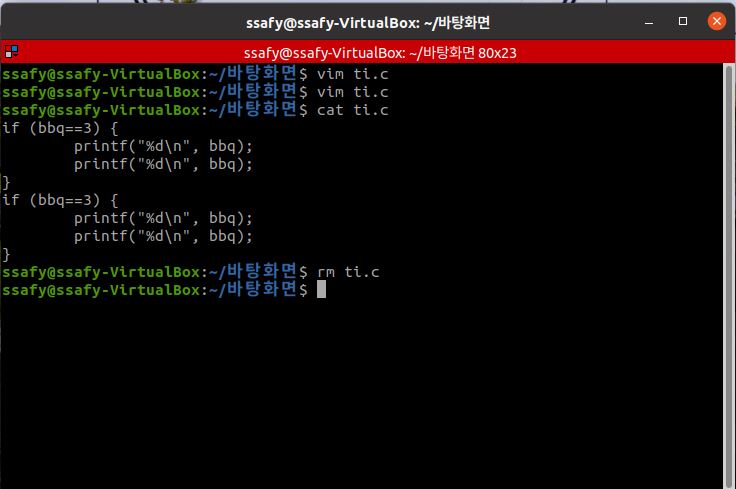 ssafy@ssafy-VirtualBox: ~/바탕화면
ssafy@ssafy-VirtualBox: ~/바탕화면 80x23
ssafy@ssafy-VirtualBox:~/바탕화면$ vim ti.c
ssafy@ssafy-VirtualBox:~/바탕화면$ vim ti.c
ssafy@ssafy-VirtualBox:~/바탕화면$ cat ti.c
if (bbq==3) {
        printf("%d\n", bbq);
        printf("%d\n", bbq);
}
if (bbq==3) {
        printf("%d\n", bbq);
        printf("%d\n", bbq);
}
ssafy@ssafy-VirtualBox:~/바탕화면$ rm ti.c
ssafy@ssafy-VirtualBox:~/바탕화면$